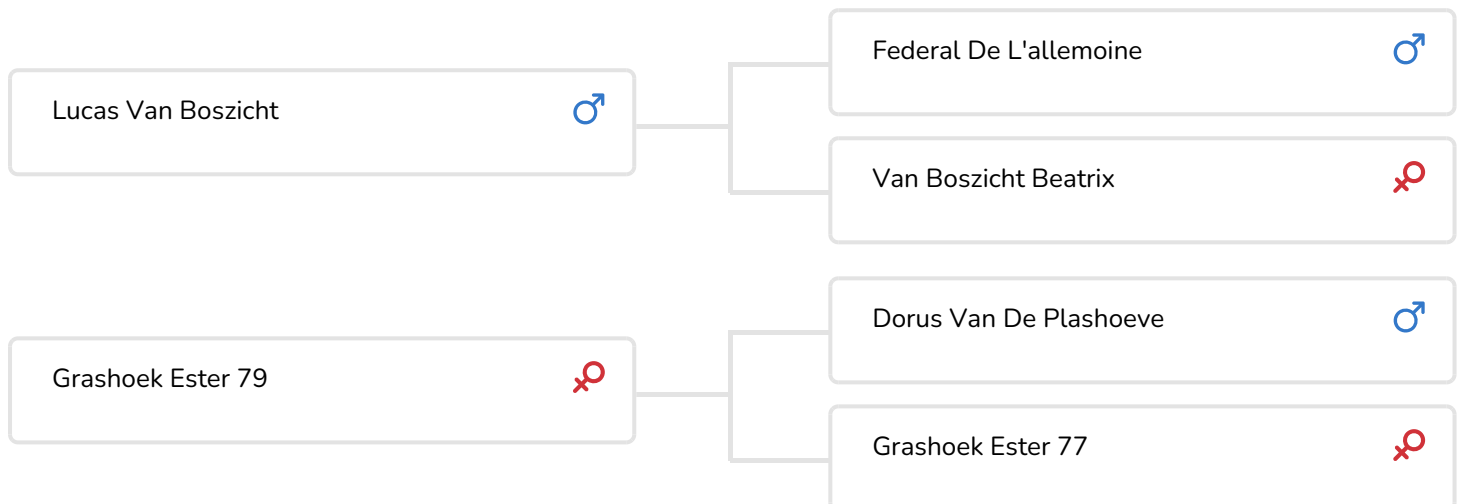 Federal De L'allemoine
Lucas Van Boszicht
Van Boszicht Beatrix
Dorus Van De Plashoeve
Grashoek Ester 79
Grashoek Ester 77